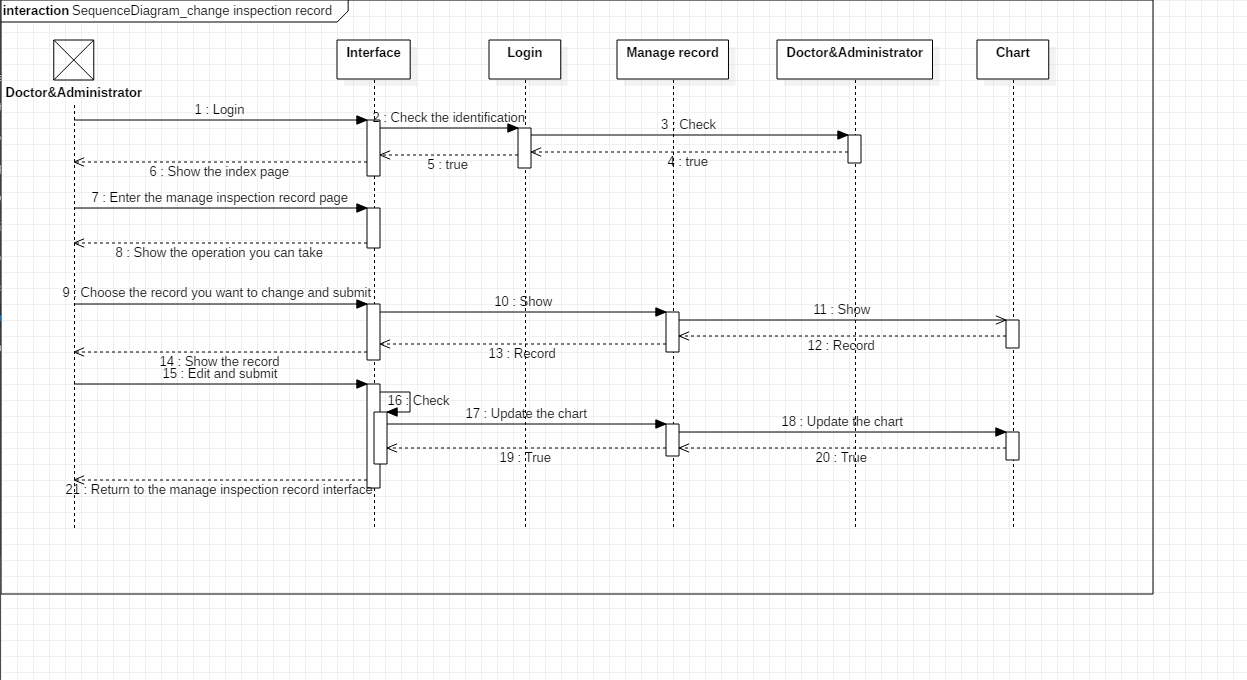 interaction SequenceDiagram_change inspection record
Interface
Login
Manage record
Doctor&Administrator
Chart
Doctor&Administrator
1 : Login
2 : Check the identification
3 : Check
4 : true
5 : true
6 : Show the index page
7 : Enter the manage inspection record page
8 : Show the operation you can take
9 : Choose the record you want to change and submit
10 : Show
11 : Show
12 : Record
13 : Record
14 : Show the record
15 : Edit and submit
16 : Check
17 : Update the chart
18 : Update the chart
19 : True
20 : True
21 : Return to the manage inspection record interface